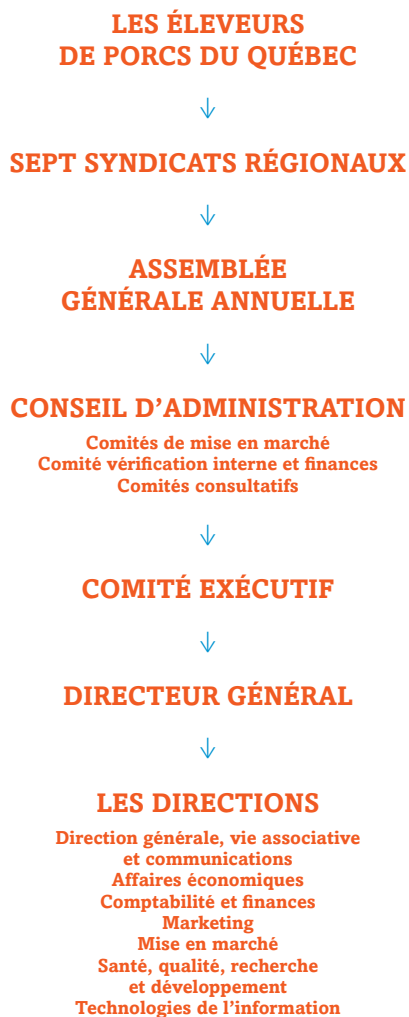 LES ÉLEVEURS
DE PORCS DU QUÉBEC
↓
SEPT SYNDICATS RÉGIONAUX
↓
ASSEMBLÉE
GÉNÉRALE ANNUELLE
↓
CONSEIL D’ADMINISTRATION
Comités de mise en marché
Comité vérification interne et finances
Comités consultatifs
↓
COMITÉ EXÉCUTIF
↓
DIRECTEUR GÉNÉRAL
↓
LES DIRECTIONS
Direction générale, vie associative
et communications
Affaires économiques
Comptabilité et finances
Marketing
Mise en marché
Santé, qualité, recherche
et développement
Technologies de l’information